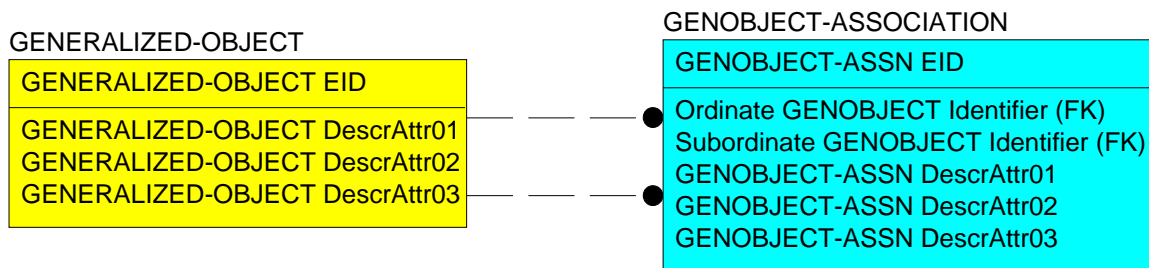 GENERALIZED-OBJECT
GENERALIZED-OBJECT EID
GENERALIZED-OBJECT DescrAttr01
GENERALIZED-OBJECT DescrAttr02
GENERALIZED-OBJECT DescrAttr03
GENOBJECT-ASSOCIATION
GENOBJECT-ASSN EID
Ordinate GENOBJECT Identifier (FK)
Subordinate GENOBJECT Identifier (FK)
GENOBJECT-ASSN DescrAttr01
GENOBJECT-ASSN DescrAttr02
GENOBJECT-ASSN DescrAttr03